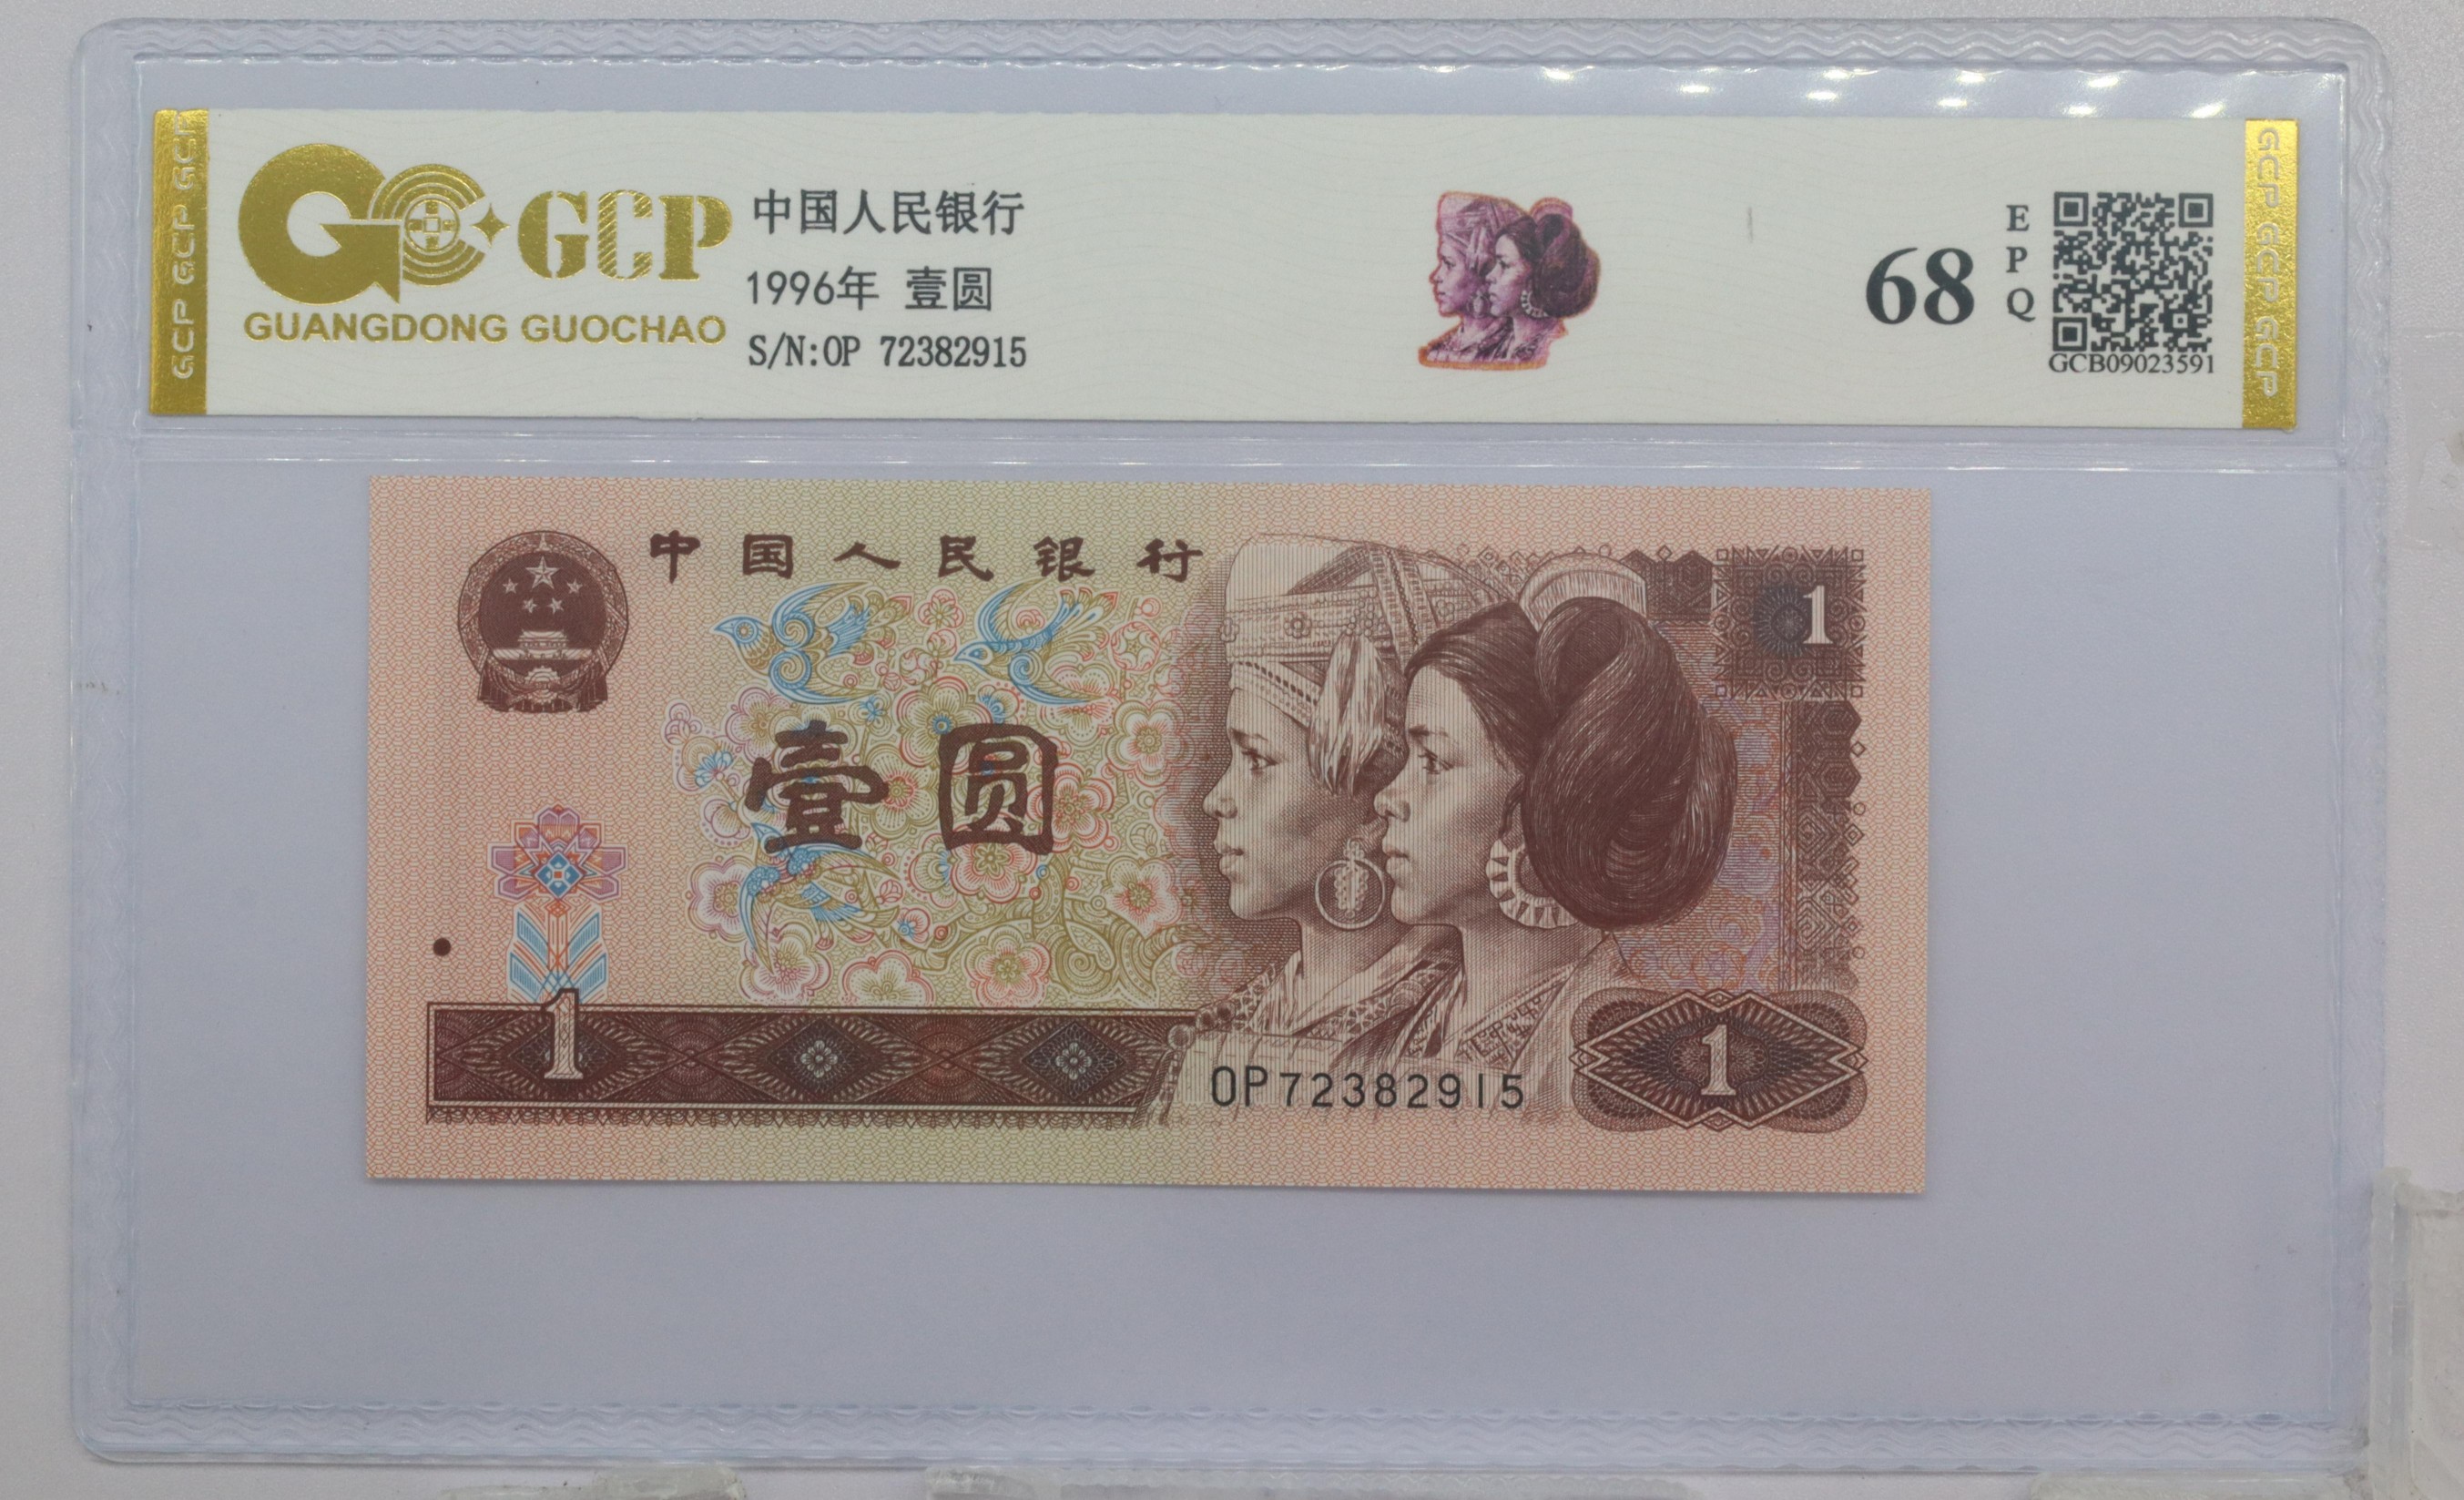 GCP GCP GCP GCP
GCP
GUANGDONG GUOCHAO
中国人民银行
1996年 壹圆
S/N:OP 72382915
68
E
P
Q
GCB09023591
GCP GCP GCP GCP
中国人民银行
1
壹圆
1
OP72382915
1